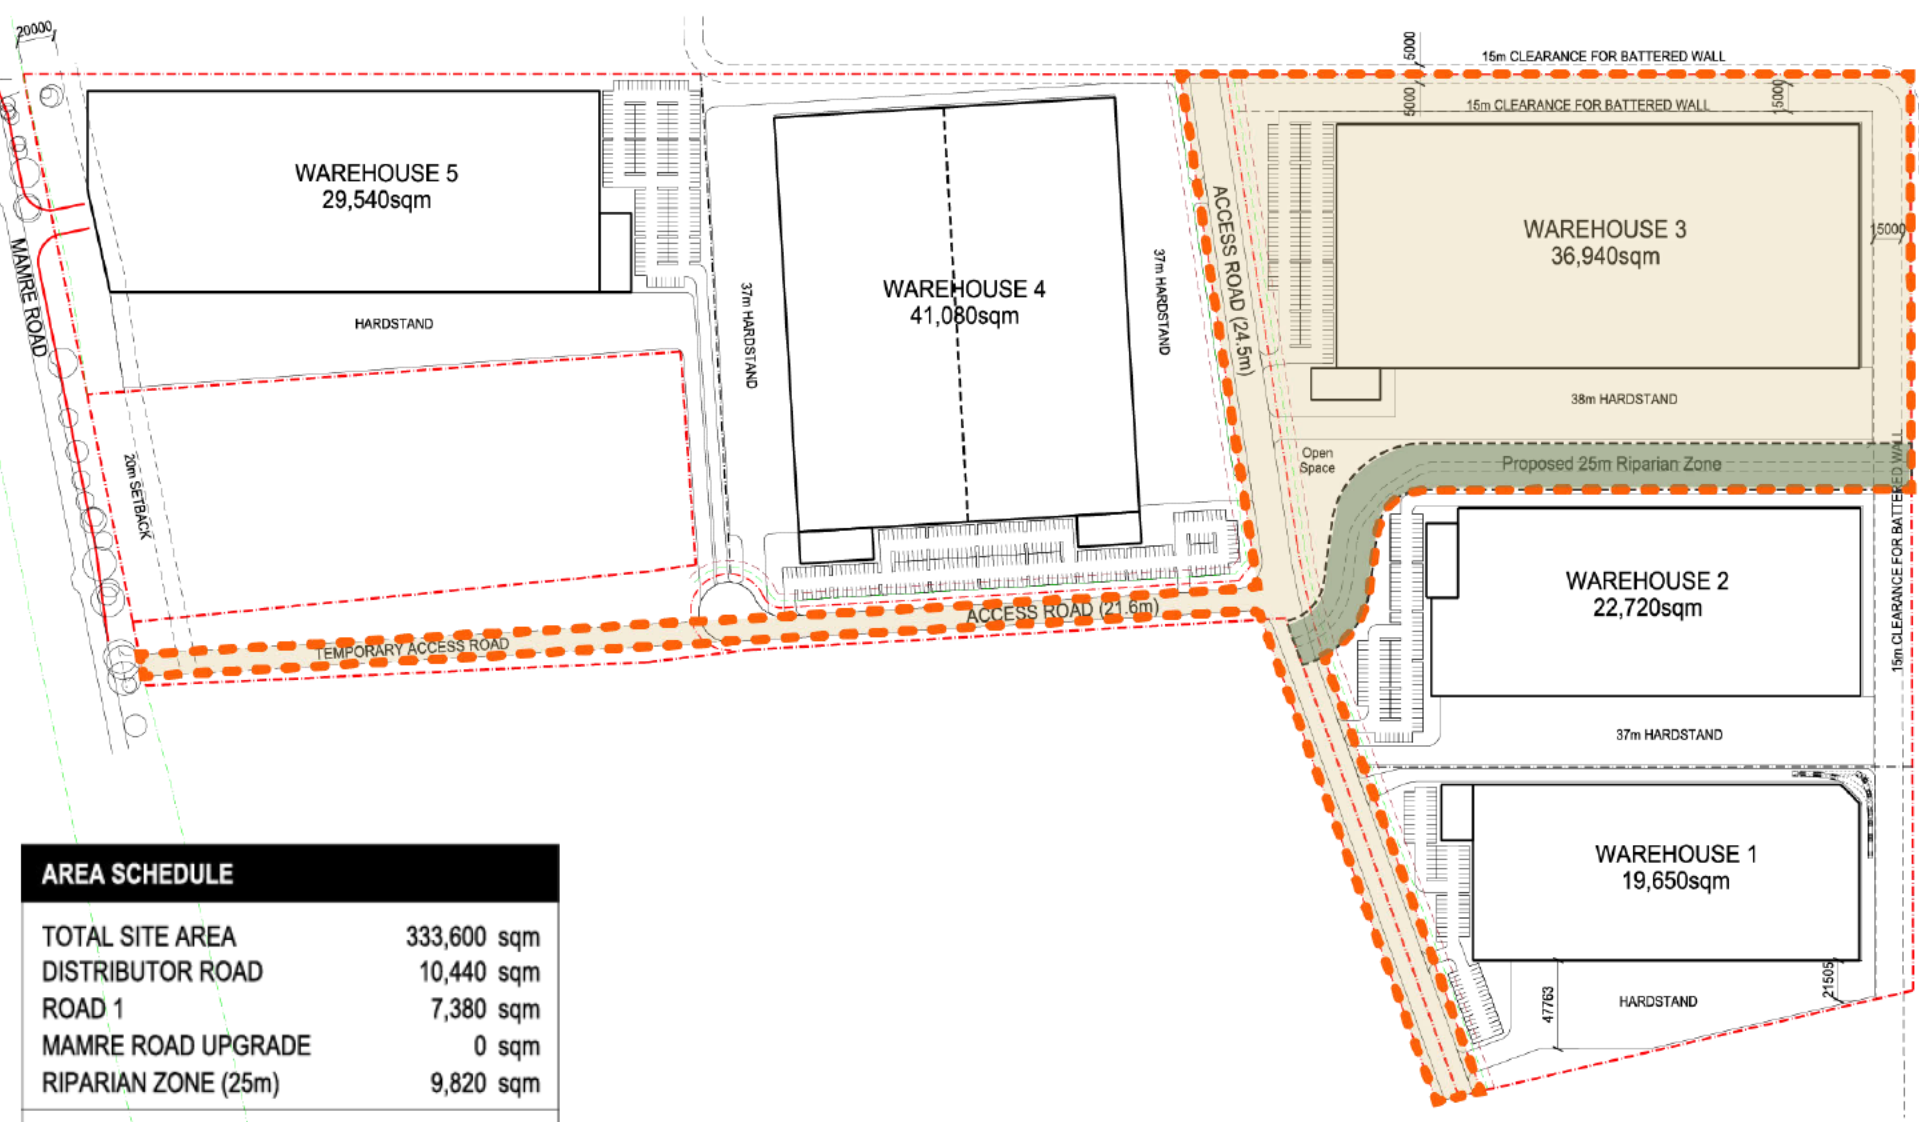 20000
5000
15m CLEARANCE FOR BATTERED WALL
5000
15m CLEARANCE FOR BATTERED WALL
15000
WAREHOUSE 5
29,540sqm
WAREHOUSE 3
36,940sqm
15000
MAMRE ROAD
HARDSTAND
37m HARDSTAND
WAREHOUSE 4
41,080sqm
37m HARDSTAND
ACCESS ROAD (24.5m)
38m HARDSTAND
20m SETBACK
Open
Space
Proposed 25m Riparian Zone
15m CLEARANCE FOR BATTERED WALL
WAREHOUSE 2
22,720sqm
ACCESS ROAD (21.6m)
TEMPORARY ACCESS ROAD
37m HARDSTAND
WAREHOUSE 1
19,650sqm
47763
HARDSTAND
21505
AREA SCHEDULE
TOTAL SITE AREA 333,600 sqm
DISTRIBUTOR ROAD 10,440 sqm
ROAD 1 7,380 sqm
MAMRE ROAD UPGRADE 0 sqm
RIPARIAN ZONE (25m) 9,820 sqm